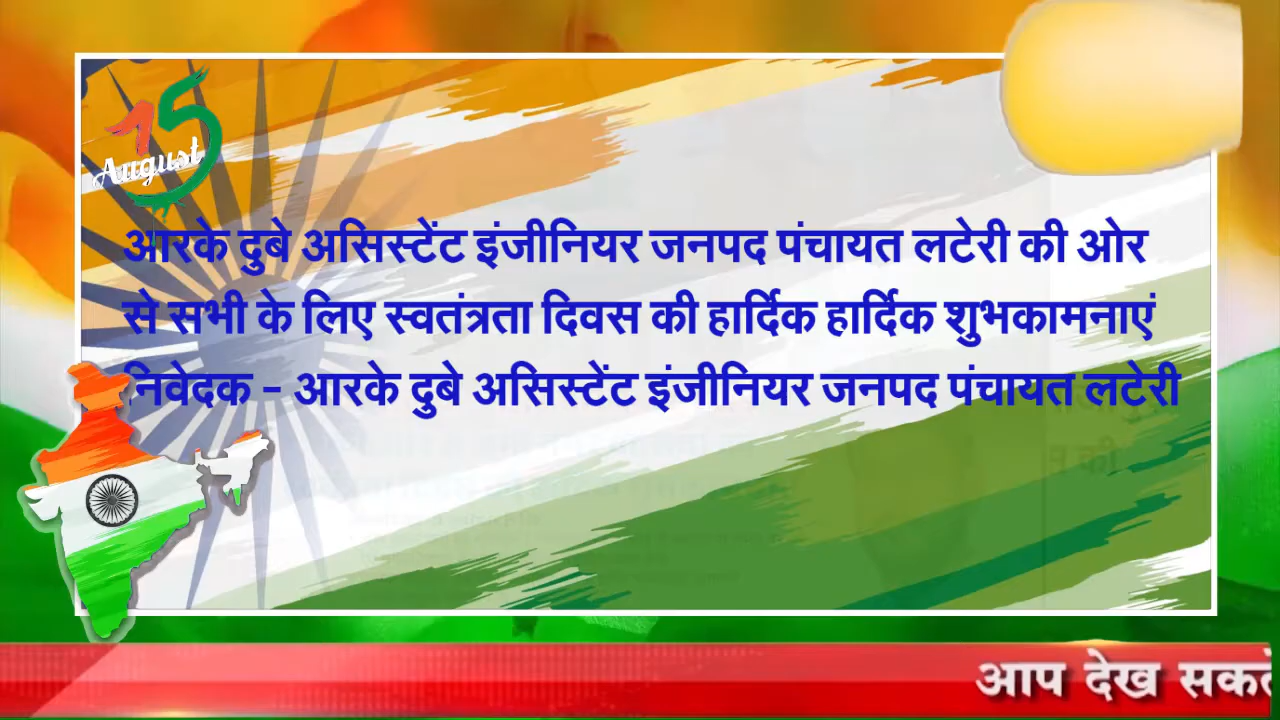 15
August
आरके दुबे असिस्टेंट इंजीनियर जनपद पंचायत लटेरी की ओर
से सभी के लिए स्वतंत्रता दिवस की हार्दिक हार्दिक शुभकामनाएं
निवेदक - आरके दुबे असिस्टेंट इंजीनियर जनपद पंचायत लटेरी
आप देख सकते